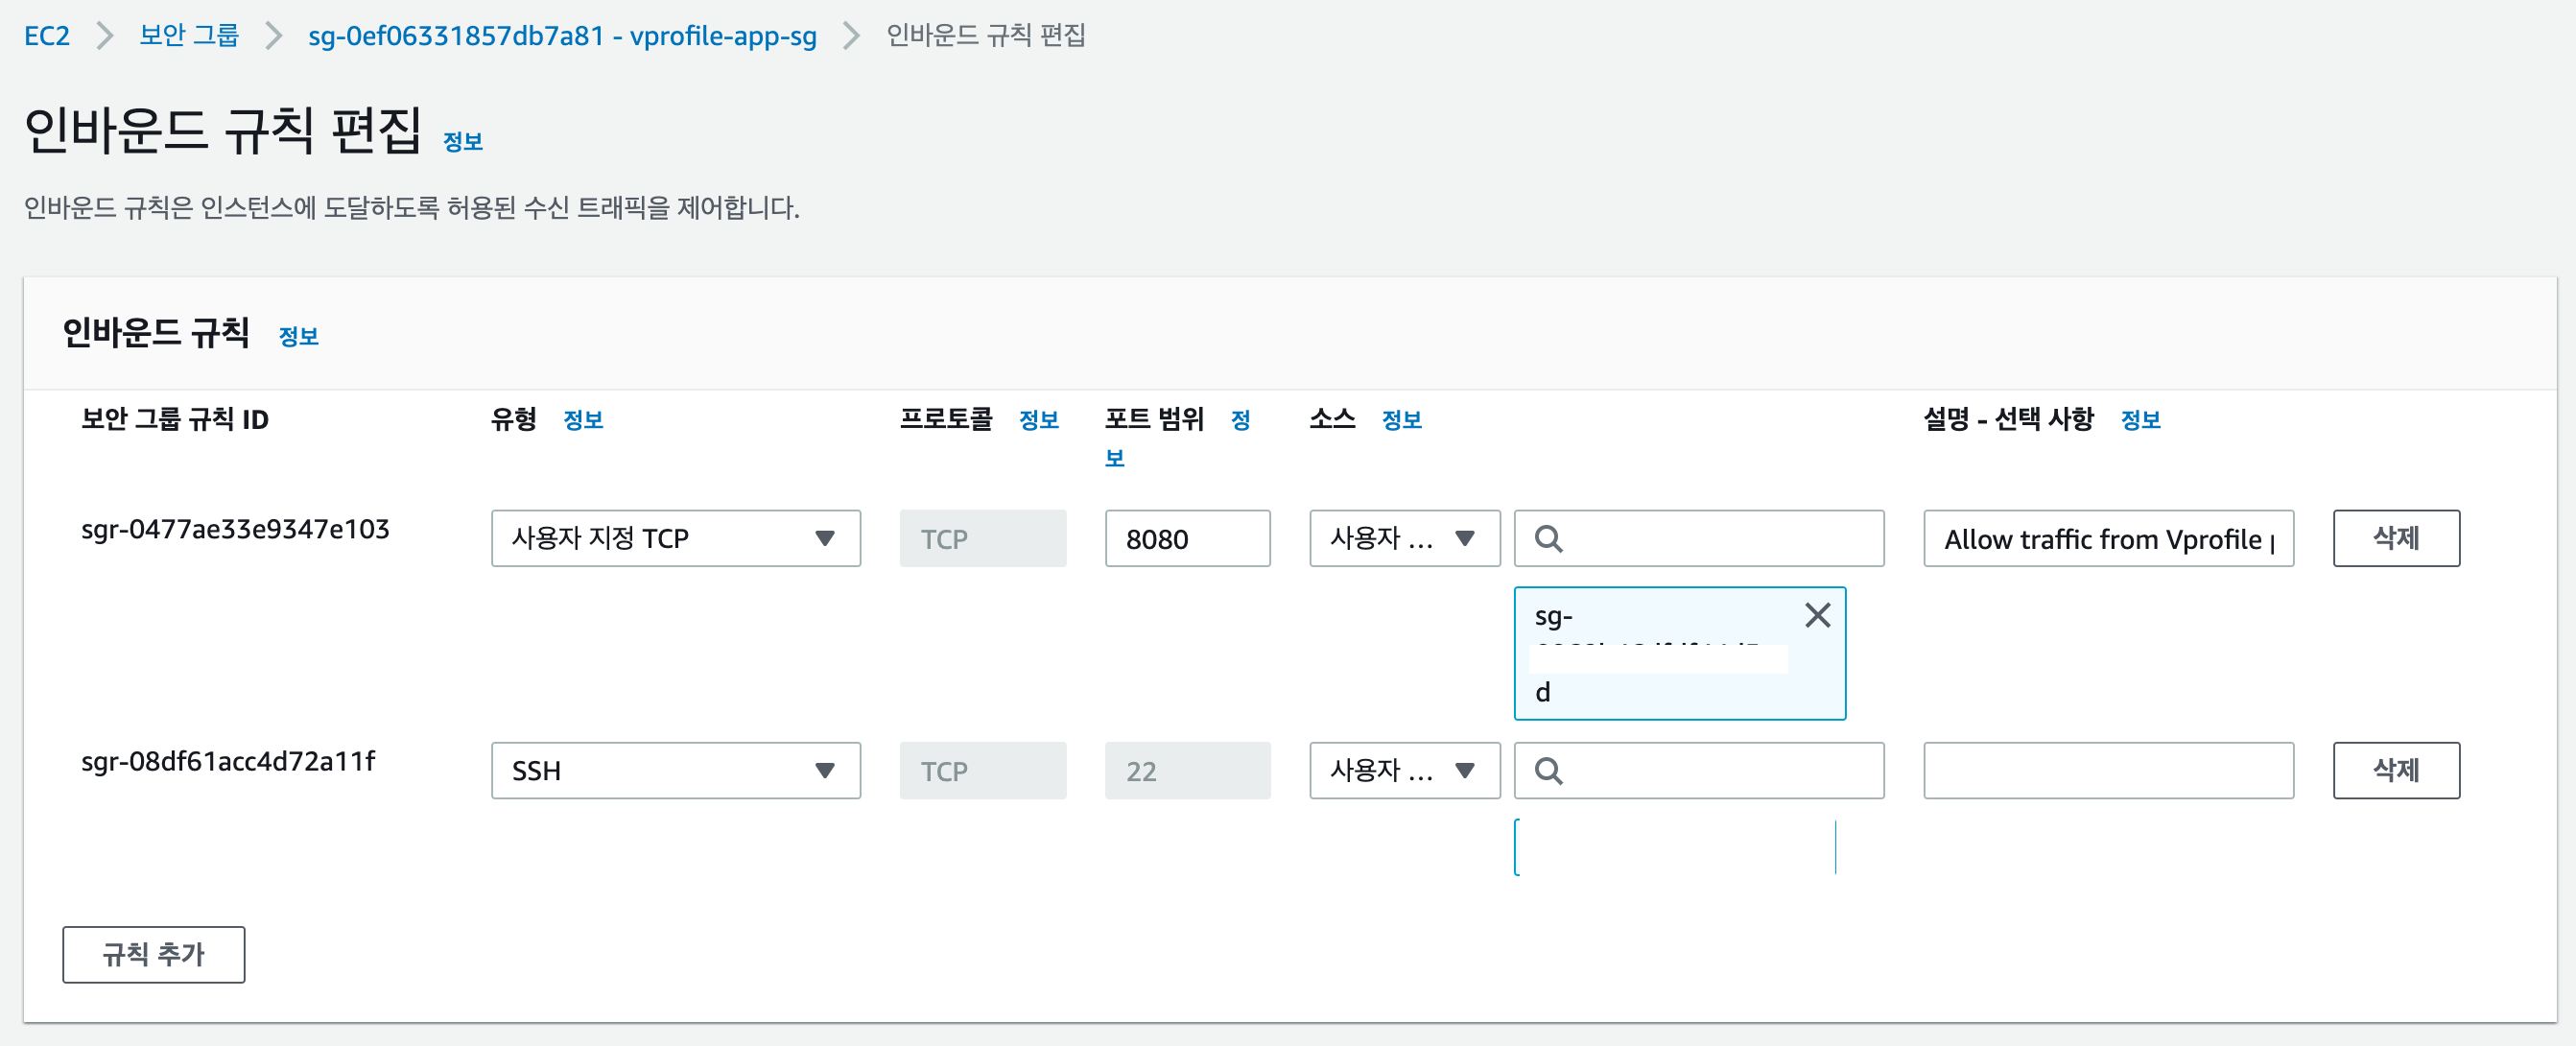 EC2 > 보안 그룹 > sg-0ef06331857db7a81 - vprofile-app-sg > 인바운드 규칙 편집
인바운드 규칙 편집 정보
인바운드 규칙은 인스턴스에 도달하도록 허용된 수신 트래픽을 제어합니다.
인바운드 규칙 정보
보안 그룹 규칙 ID 유형 정보 프로토콜 정보 포트 범위 정 소스 정보 설명 - 선택 사항 정보
보
sgr-0477ae33e9347e103 사용자 지정 TCP TCP 8080 사용자 ... Allow traffic from Vprofile 삭제
sg-
d
sgr-08df61acc4d72a11f SSH TCP 22 사용자 ... 삭제
규칙 추가